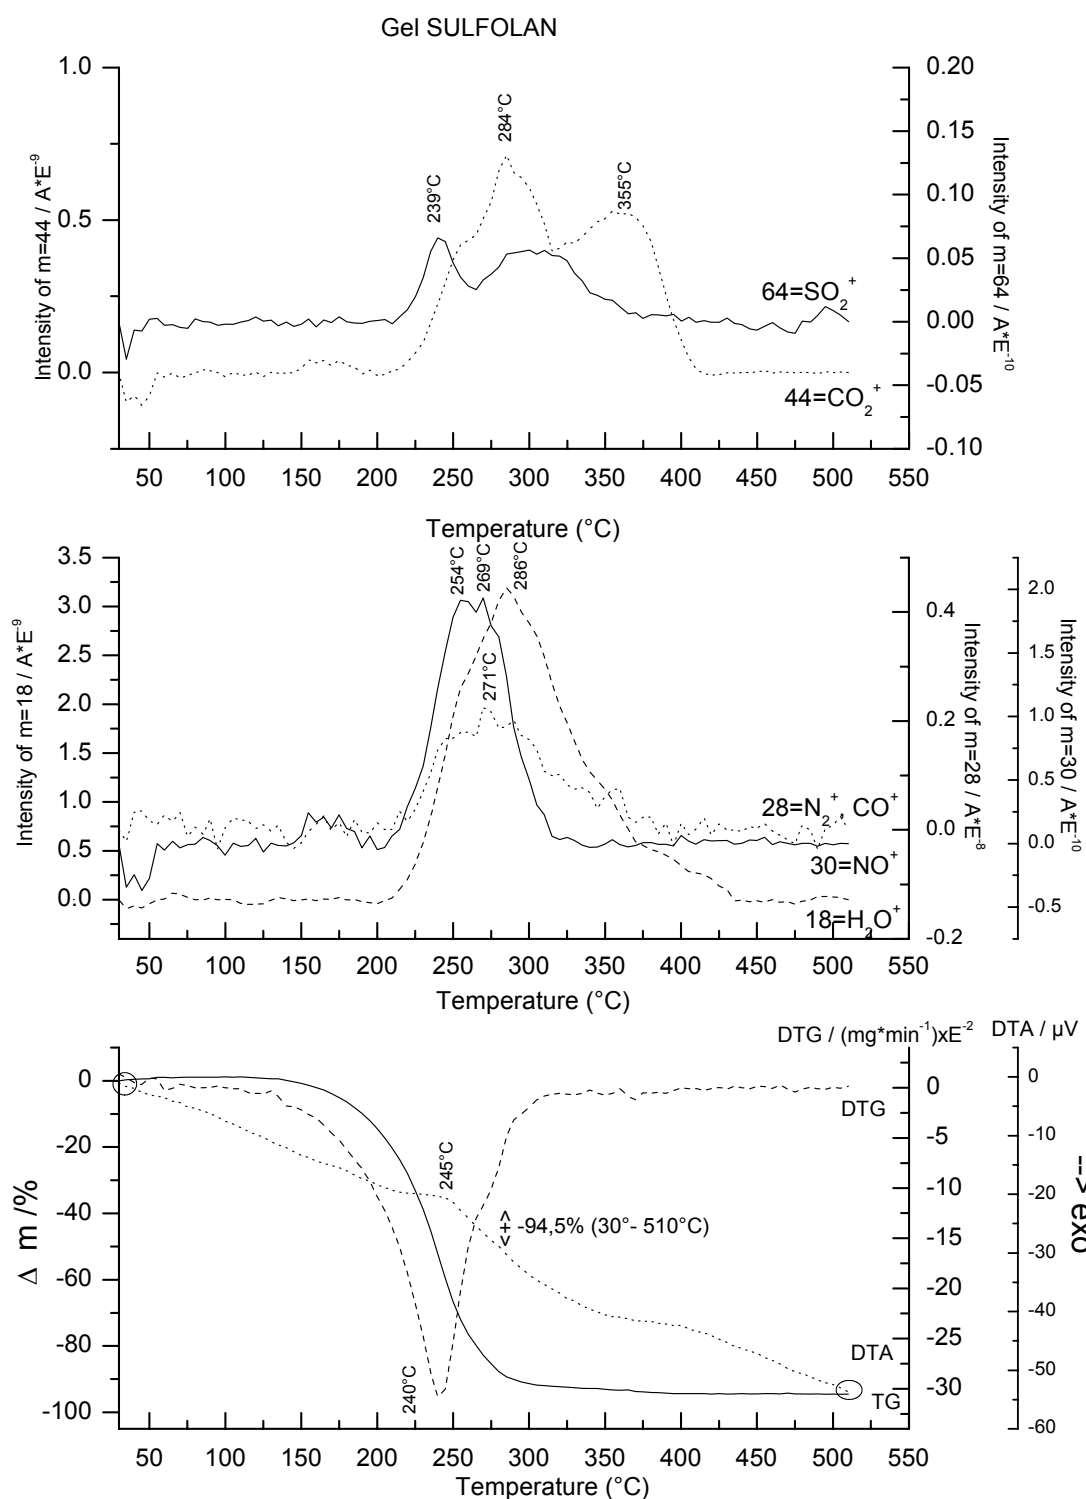 Gel SULFOLAN
1.0
0.5
0.0
Intensity of m=44 / A*E⁻⁹
0.20
0.15
0.10
0.05
0.00
-0.05
-0.10
Intensity of m=64 / A*E⁻¹⁰
239°C
284°C
355°C
64=SO₂⁺
44=CO₂⁺
50 100 150 200 250 300 350 400 450 500 550
Temperature (°C)
3.5
3.0
2.5
2.0
1.5
1.0
0.5
0.0
Intensity of m=18 / A*E⁻⁹
0.4
0.2
0.0
-0.2
Intensity of m=28 / A*E⁻⁸
2.0
1.5
1.0
0.5
0.0
-0.5
Intensity of m=30 / A*E⁻¹⁰
254°C
269°C
286°C
271°C
28=N₂⁺, CO⁺
30=NO⁺
18=H₂O⁺
50 100 150 200 250 300 350 400 450 500 550
Temperature (°C)
DTG / (mg*min⁻¹)xE⁻² DTA / µV
0
-20
-40
-60
-80
-100
Δ m /%
0
-5
-10
-15
-20
-25
-30
0
-10
-20
-30
-40
-50
-60
--> exo
DTG
245°C
-94,5% (30°- 510°C)
240°C
DTA
TG
50 100 150 200 250 300 350 400 450 500 550
Temperature (°C)